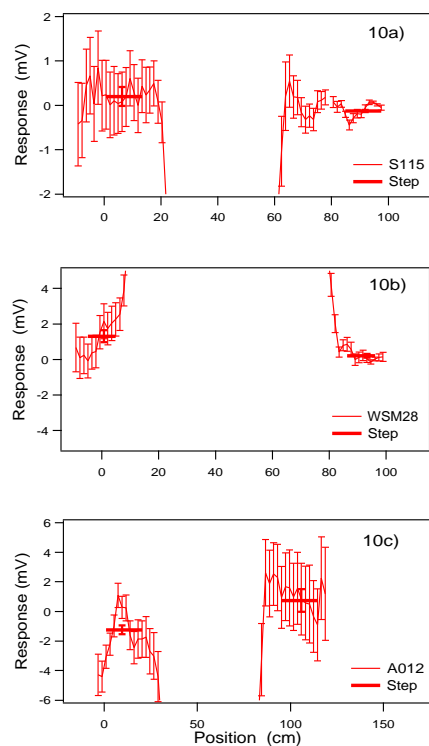 10a)
Response (mV)
2
1
0
-1
-2
S115
Step
0 20 40 60 80 100
10b)
Response (mV)
4
2
0
-2
-4
WSM28
Step
0 20 40 60 80 100
10c)
Response (mV)
6
4
2
0
-2
-4
-6
A012
Step
0 50 100 150
Position (cm)